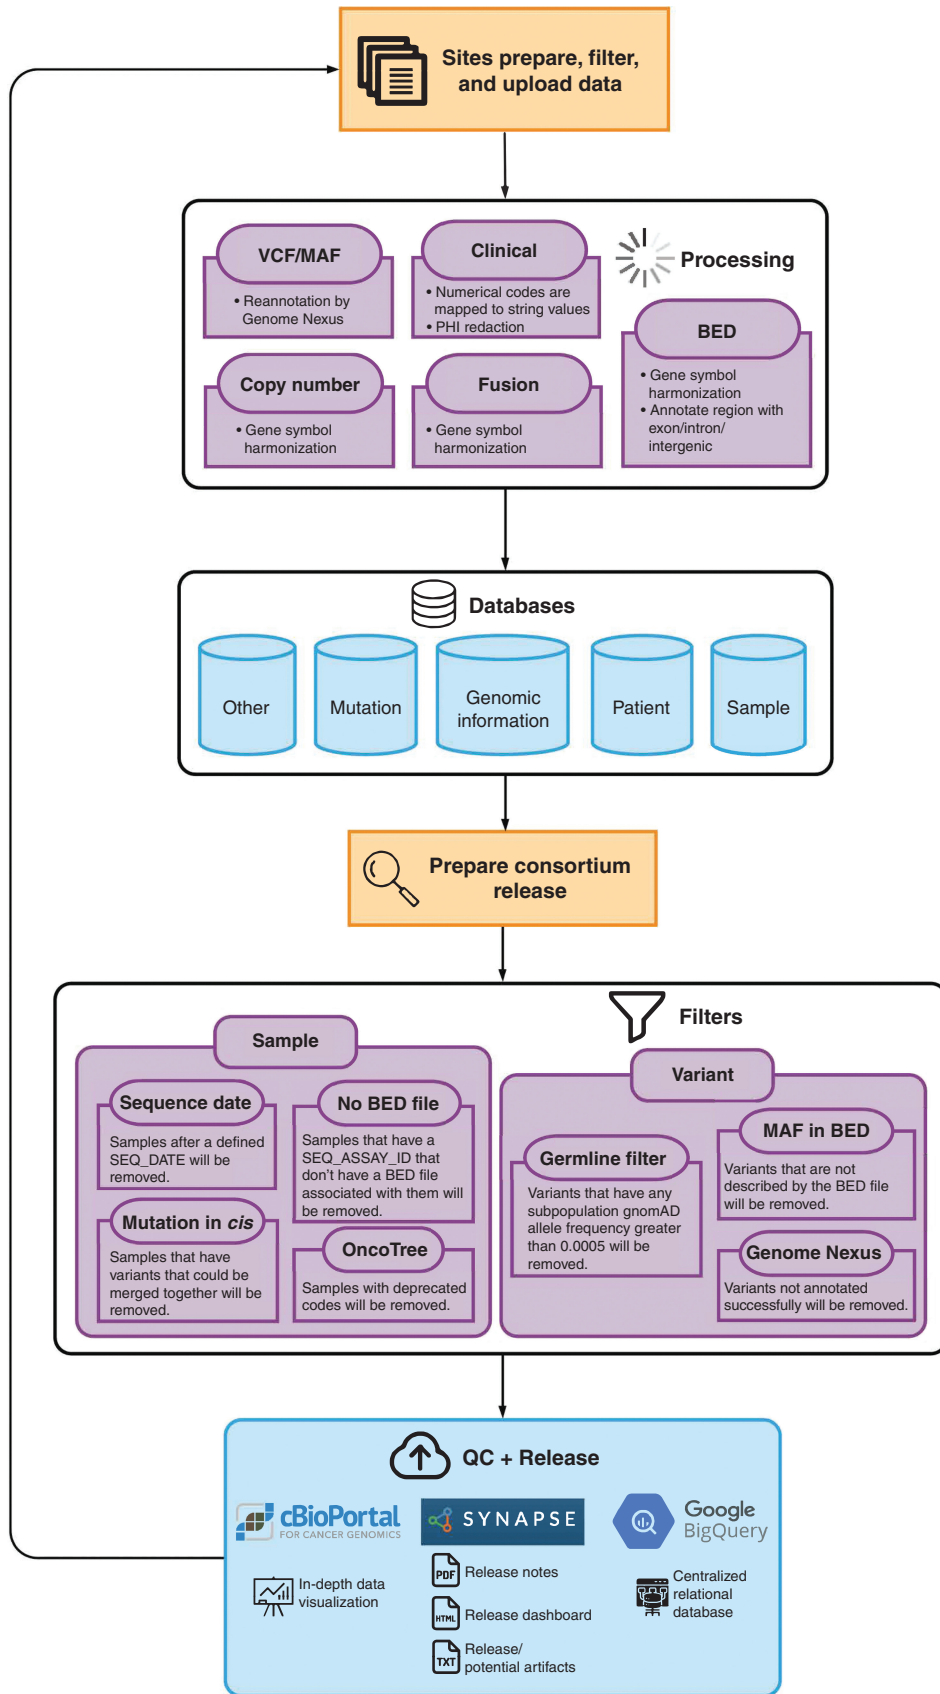 Sites prepare, filter,
and upload data
Processing
VCF/MAF
• Reannotation by
Genome Nexus
Clinical
• Numerical codes are
mapped to string values
• PHI redaction
BED
• Gene symbol
harmonization
• Annotate region with
exon/intron/
intergenic
Copy number
• Gene symbol
harmonization
Fusion
• Gene symbol
harmonization
Databases
Other
Mutation
Genomic
information
Patient
Sample
Prepare consortium
release
Filters
Sample
Sequence date
Samples after a defined
SEQ_DATE will be
removed.
No BED file
Samples that have a
SEQ_ASSAY_ID that
don't have a BED file
associated with them will
be removed.
Mutation in cis
Samples that have
variants that could be
merged together will be
removed.
OncoTree
Samples with deprecated
codes will be removed.
Variant
Germline filter
Variants that have any
subpopulation gnomAD
allele frequency greater
than 0.0005 will be
removed.
MAF in BED
Variants that are not
described by the BED file
will be removed.
Genome Nexus
Variants not annotated
successfully will be removed.
QC + Release
cBioPortal
FOR CANCER GENOMICS
In-depth data
visualization
SYNAPSE
PDF
Release notes
HTML
Release dashboard
TXT
Release/
potential artifacts
Google
BigQuery
Centralized
relational
database